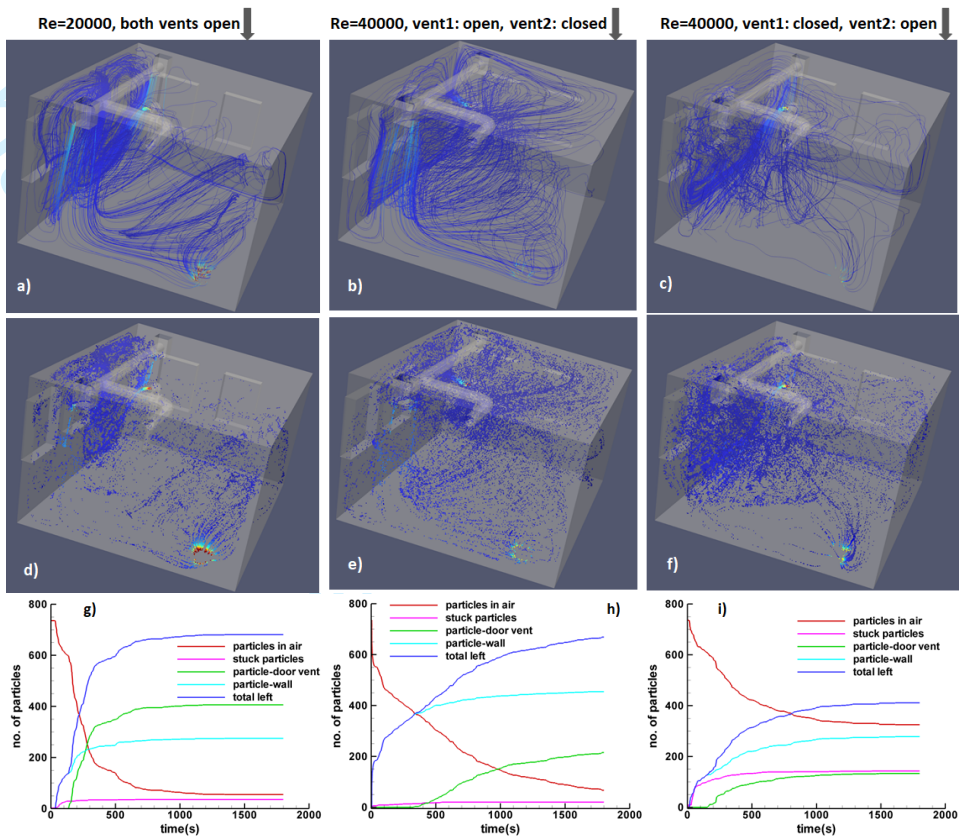 Re=20000, both vents open
Re=40000, vent1: open, vent2: closed
Re=40000, vent1: closed, vent2: open
a)
b)
c)
d)
e)
f)
g)
800
600
400
200
0
no. of particles
particles in air
stuck particles
particle-door vent
particle-wall
total left
0
500
1000
1500
2000
time(s)
h)
800
600
400
200
0
no. of particles
particles in air
stuck particles
particle-door vent
particle-wall
total left
0
500
1000
1500
2000
time(s)
i)
800
600
400
200
0
no. of particles
particles in air
stuck particles
particle-door vent
particle-wall
total left
0
500
1000
1500
2000
time(s)